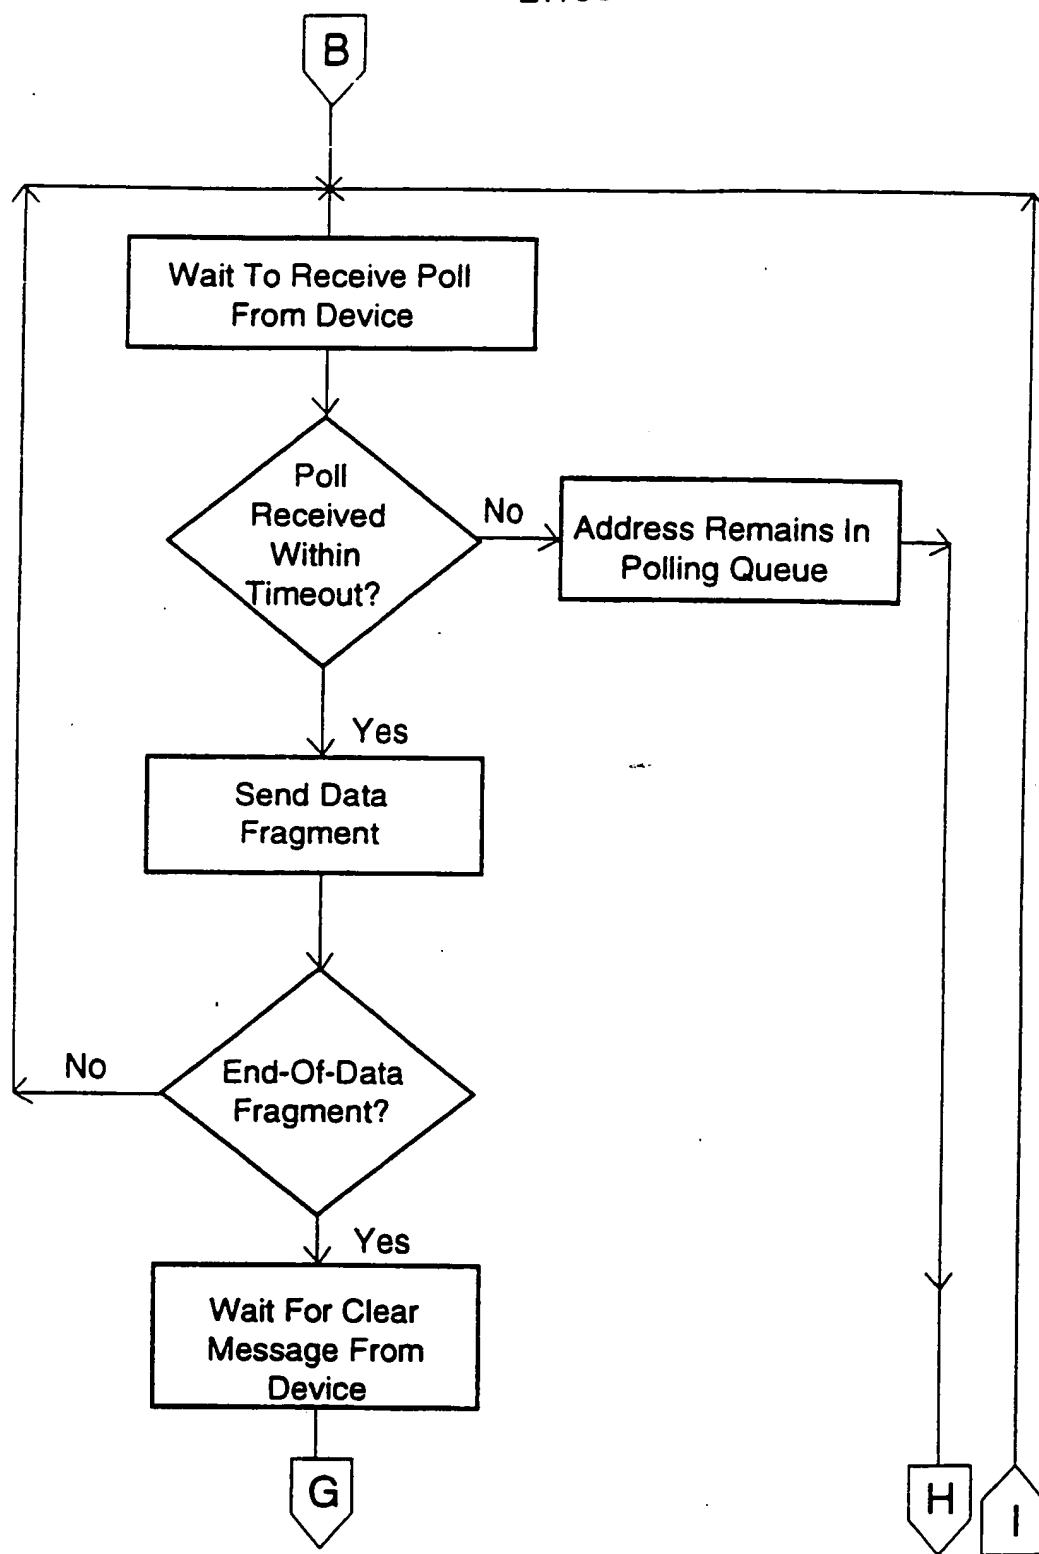 B
Wait To Receive Poll
From Device
Poll
Received
Within
Timeout?
No
Address Remains In
Polling Queue
Yes
Send Data
Fragment
No
End-Of-Data
Fragment?
Yes
Wait For Clear
Message From
Device
G
H
I